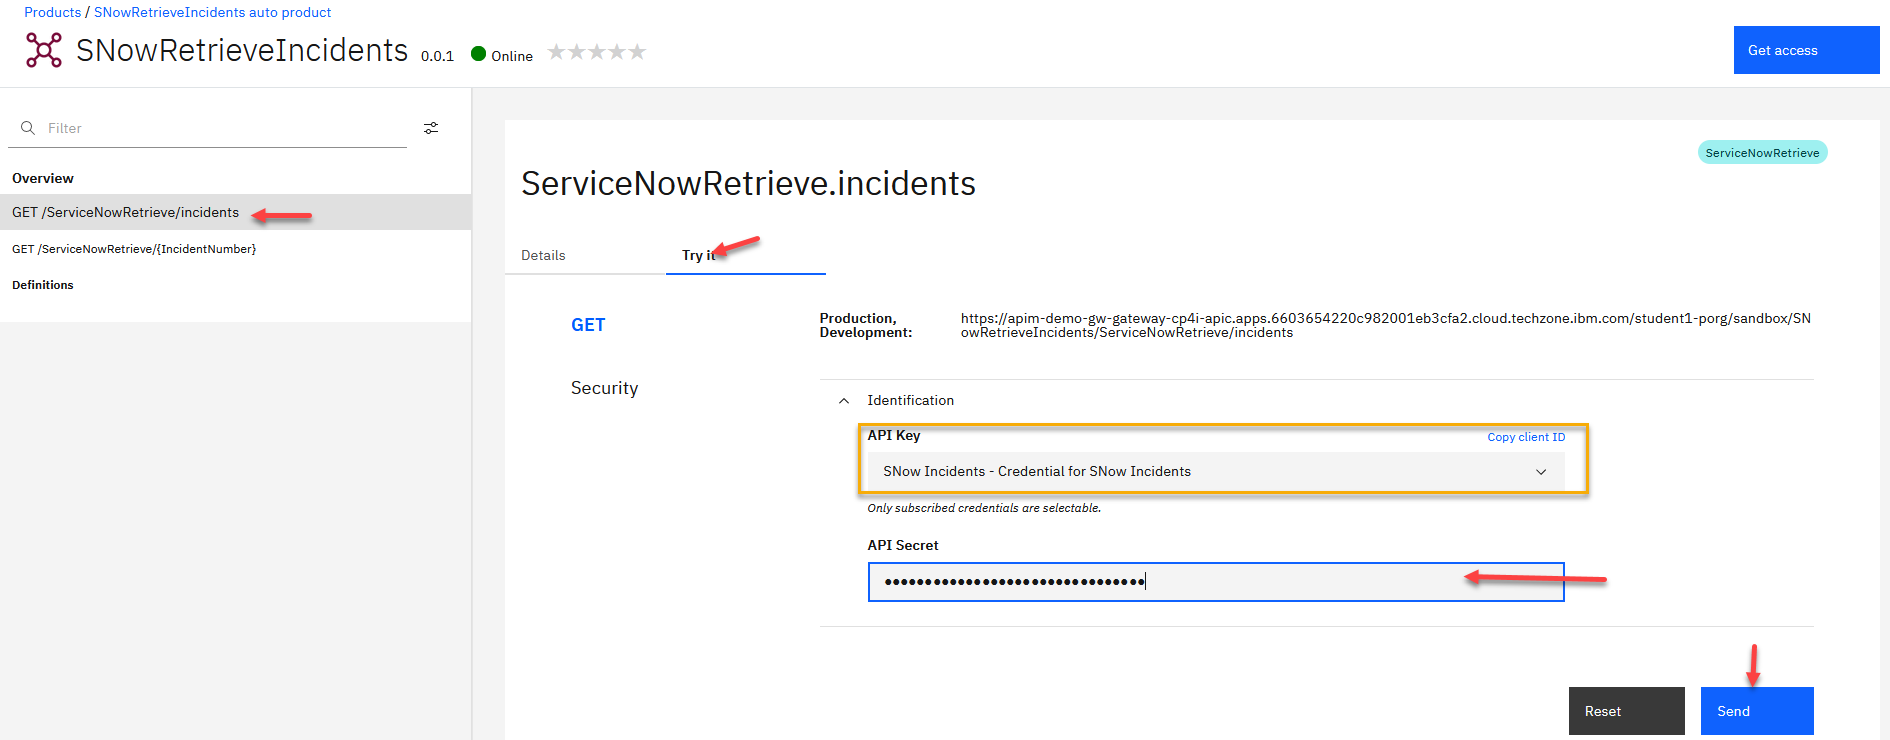 Products / SNowRetrieveIncidents auto product
SNowRetrieveIncidents 0.0.1 Online
Get access
Filter
Overview
GET /ServiceNowRetrieve/incidents
GET /ServiceNowRetrieve/{IncidentNumber}
Definitions
ServiceNowRetrieve
ServiceNowRetrieve.incidents
Details
Try it
GET
Production,
Development:
https://apim-demo-gw-gateway-cp4i-apic.apps.6603654220c982001eb3cfa2.cloud.techzone.ibm.com/student1-porg/sandbox/SN
owRetrieveIncidents/ServiceNowRetrieve/incidents
Security
Identification
API Key
Copy client ID
SNow Incidents - Credential for SNow Incidents
Only subscribed credentials are selectable.
API Secret
Reset
Send